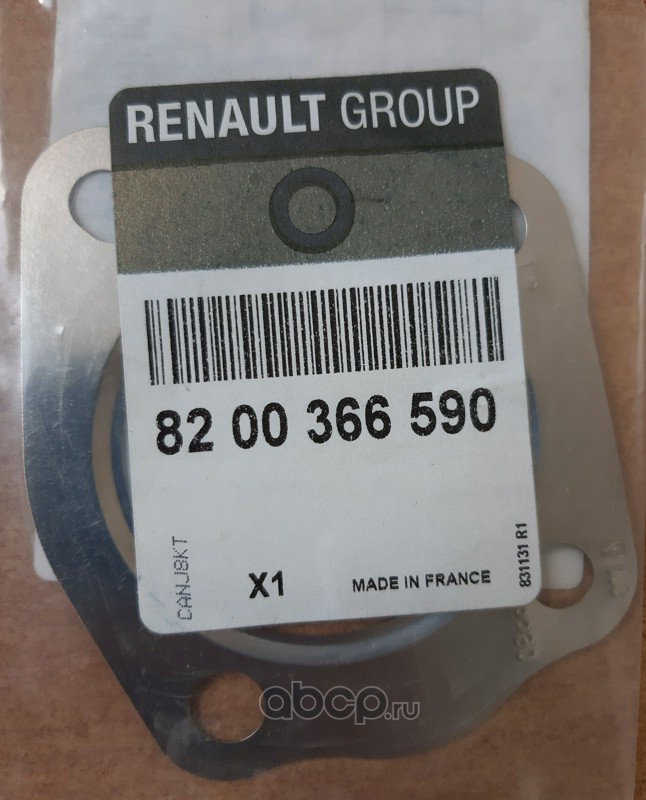 RENAULT GROUP
82 00 366 590
CANJ8KT
X1
MADE IN FRANCE
831131 R1
abcp.ru